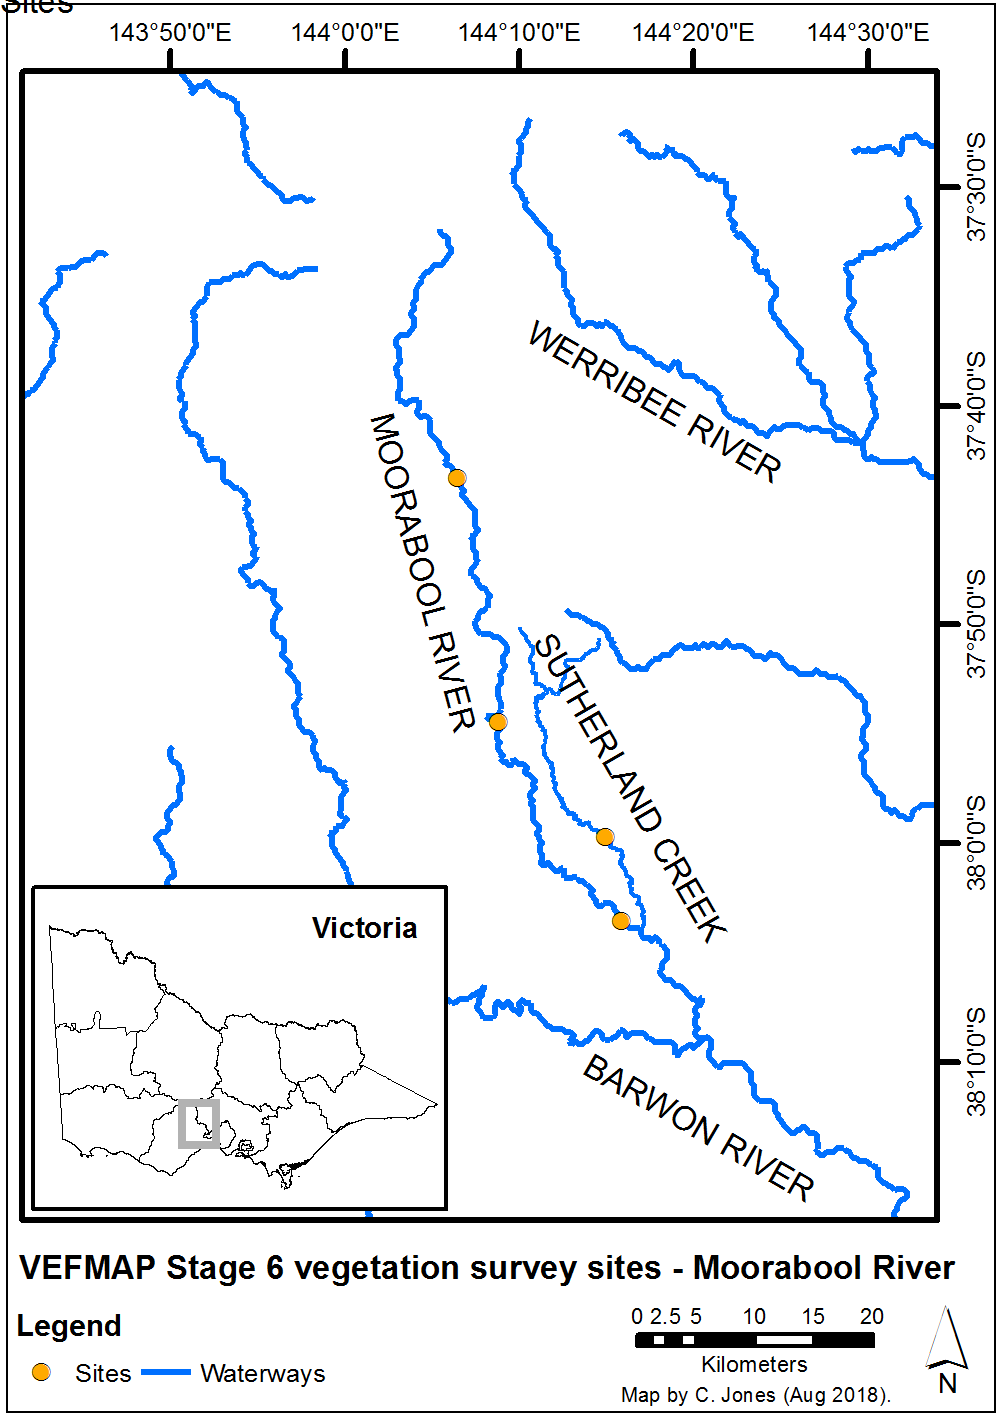 Sites
143°50'0"E 144°0'0"E 144°10'0"E 144°20'0"E 144°30'0"E
37°30'0"S
37°40'0"S
37°50'0"S
38°0'0"S
38°10'0"S
WERRIBEE RIVER
MOORABOOL RIVER
SUTHERLAND CREEK
BARWON RIVER
Victoria
VEFMAP Stage 6 vegetation survey sites - Moorabool River
Legend
Sites Waterways
0 2.5 5 10 15 20
Kilometers
Map by C. Jones (Aug 2018).
N